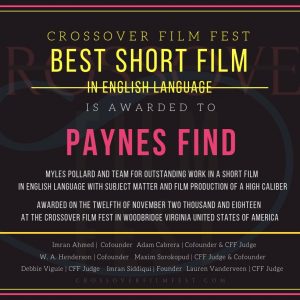 CROSSOVER FILM FEST
BEST SHORT FILM
IN ENGLISH LANGUAGE
IS AWARDED TO
PAYNES FIND
MYLES POLLARD AND TEAM FOR OUTSTANDING WORK IN A SHORT FILM
IN ENGLISH LANGUAGE WITH SUBJECT MATTER AND FILM PRODUCTION OF A HIGH CALIBER
AWARDED ON THE TWELFTH OF NOVEMBER TWO THOUSAND AND EIGHTEEN
AT THE CROSSOVER FILM FEST IN WOODBRIDGE VIRGINIA UNITED STATES OF AMERICA
Imran Ahmed | Cofounder Adam Cabrera | Cofounder & CFF Judge
W. A. Henderson | Cofounder Maxim Sorokopud | CFF Judge & Cofounder
Debbie Viguie | CFF Judge Imran Siddiqui | Founder Lauren Vanderveen | CFF Judge
CROSSOVERFILMFEST.COM